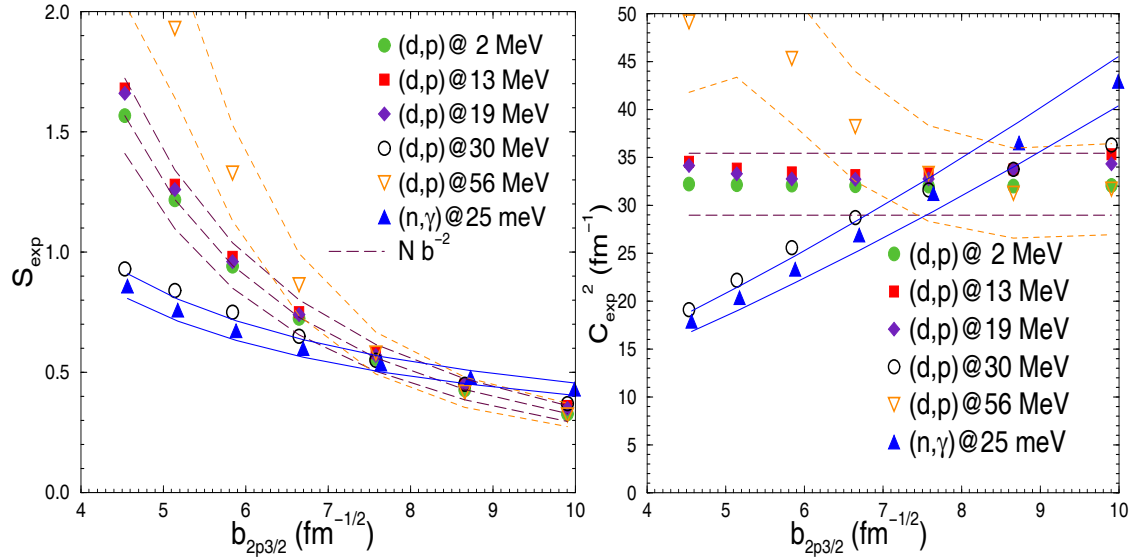 2.0
1.5
1.0
0.5
0.0
S_exp
4 5 6 7 8 9 10
b_2p3/2 (fm^−1/2)
(d,p)@ 2 MeV
(d,p)@13 MeV
(d,p)@19 MeV
(d,p)@30 MeV
(d,p)@56 MeV
(n,γ)@25 meV
N b^−2
50
45
40
35
30
25
20
15
10
5
0
C_exp^2 (fm^−1)
4 5 6 7 8 9 10
b_2p3/2 (fm^−1/2)
(d,p)@ 2 MeV
(d,p)@13 MeV
(d,p)@19 MeV
(d,p)@30 MeV
(d,p)@56 MeV
(n,γ)@25 meV